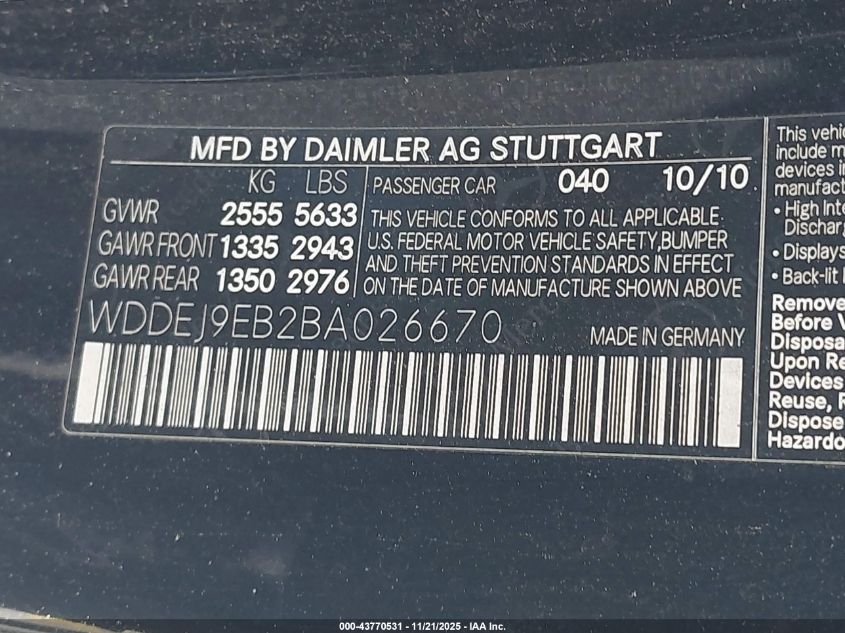 MFD BY DAIMLER AG STUTTGART
KG LBS
GVWR 2555 5633
GAWR FRONT 1335 2943
GAWR REAR 1350 2976
PASSENGER CAR 040 10/10
THIS VEHICLE CONFORMS TO ALL APPLICABLE
U.S. FEDERAL MOTOR VEHICLE SAFETY,BUMPER
AND THEFT PREVENTION STANDARDS IN EFFECT
ON THE DATE OF MANUFACTURE SHOWN ABOVE
WDDEJ9EB2BA026670
MADE IN GERMANY
This vehi
include m
devices i
manufact
• High Inte
Discharg
• Displays
• Back-lit
Remove
Before V
Disposa
Upon Re
Devices
Reuse, R
Dispose
Hazardo
000-43770531 - 11/21/2025 - IAA Inc.